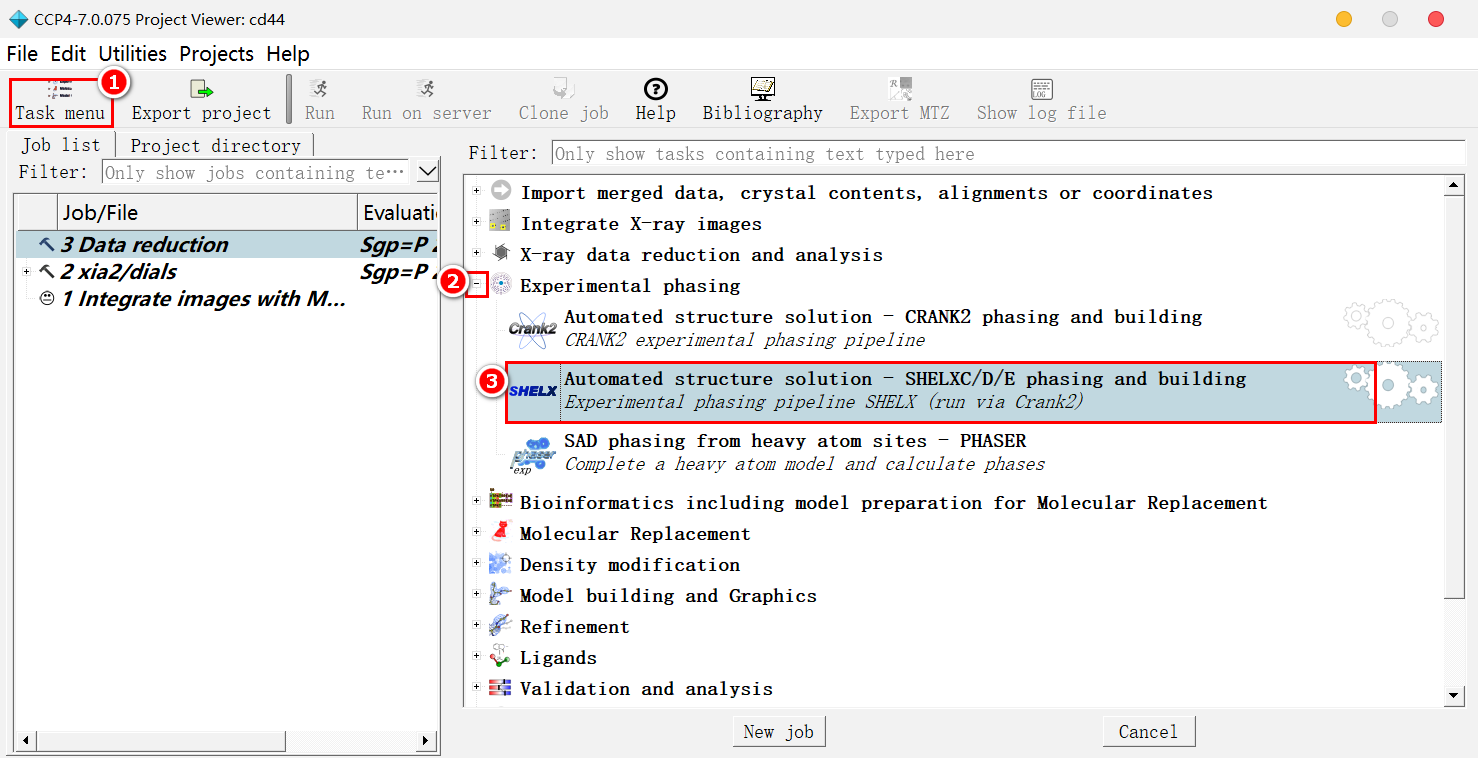 CCP4-7.0.075 Project Viewer: cd44
File Edit Utilities Projects Help
1
Task menu Export project Run Run on server Clone job Help Bibliography Export MTZ Show log file
Job list Project directory
Filter: Only show jobs containing te···
Job/File Evaluati
3 Data reduction Sgp=P 2
2 xia2/dials Sgp=P 2
1 Integrate images with M...
Filter: Only show tasks containing text typed here
Import merged data, crystal contents, alignments or coordinates
Integrate X-ray images
X-ray data reduction and analysis
2
Experimental phasing
Crank2
Automated structure solution - CRANK2 phasing and building
CRANK2 experimental phasing pipeline
3
SHELX
Automated structure solution - SHELXC/D/E phasing and building
Experimental phasing pipeline SHELX (run via Crank2)
phaser
exp
SAD phasing from heavy atom sites - PHASER
Complete a heavy atom model and calculate phases
Bioinformatics including model preparation for Molecular Replacement
Molecular Replacement
Density modification
Model building and Graphics
Refinement
Ligands
Validation and analysis
New job Cancel